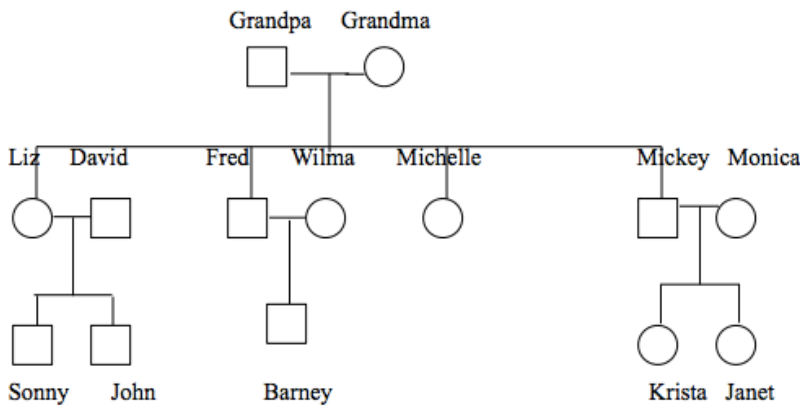 Grandpa Grandma
Liz David Fred Wilma Michelle Mickey Monica
Sonny John Barney Krista Janet